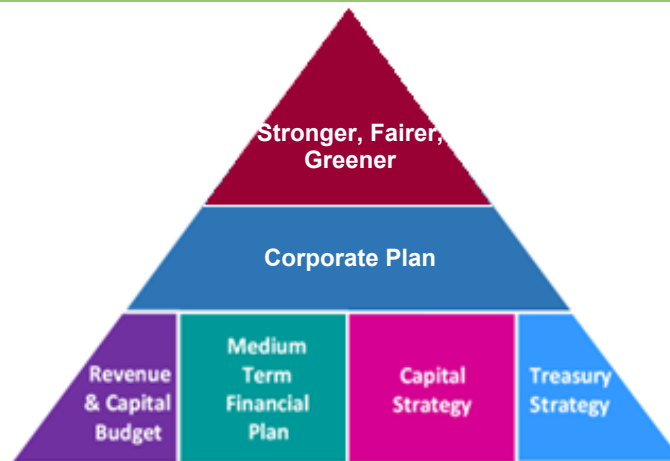 Stronger, Fairer,
Greener
Corporate Plan
Revenue
& Capital
Budget
Medium
Term
Financial
Plan
Capital
Strategy
Treasury
Strategy